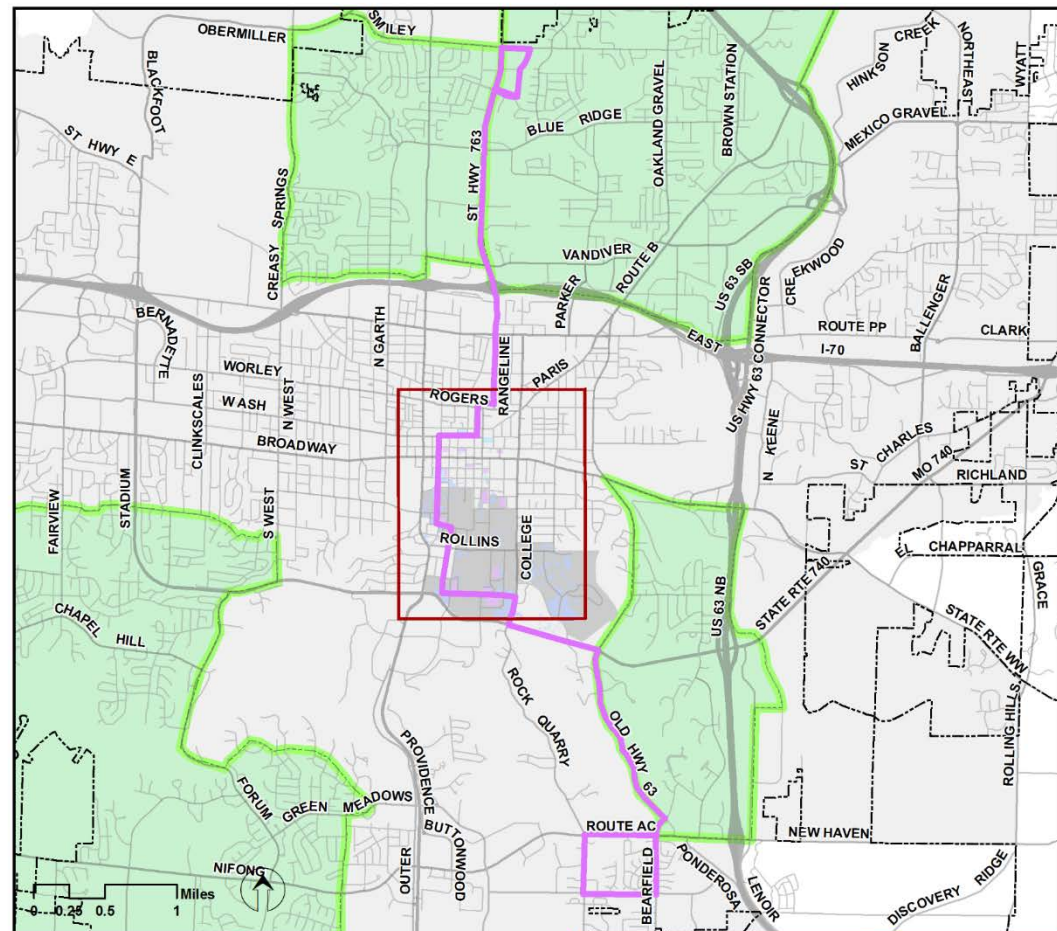 OBERMILLER
SMILEY
BLACKFOOT
ST HWY E
CREASY SPRINGS
ST HWY 763
BLUE RIDGE
OAKLAND GRAVEL
BROWN STATION
HINKSON CREEK
NORTHEAST
WYATT
MEXICO GRAVEL
VANDIVER
ROUTE B
PARKER
US 63 SB
CREEKWOOD
US HWY 63 CONNECTOR
BALLENGER
ROUTE PP
CLARK
I-70
EAST
BERNADETTE
N GARTH
WORLEY
WASH
BROADWAY
CLINKSCALES
N WEST
ROGERS
RANGELINE
PARIS
N KEENE
ST CHARLES
MO 740
RICHLAND
FAIRVIEW
STADIUM
S WEST
ROLLINS
COLLEGE
US 63 NB
STATE RTE 740
EL CHAPPARRAL
GRACE
STATE RTE WW
CHAPEL HILL
ROCK QUARRY
OLD HWY 63
ROLLING HILLS
FORUM
GREEN MEADOWS
PROVIDENCE
OUTER
BUTTONWOOD
ROUTE AC
NEW HAVEN
NIFONG
BEARFIELD
PONDEROSA
LENOIR
DISCOVERY RIDGE
Miles
0 0.25 0.5 1